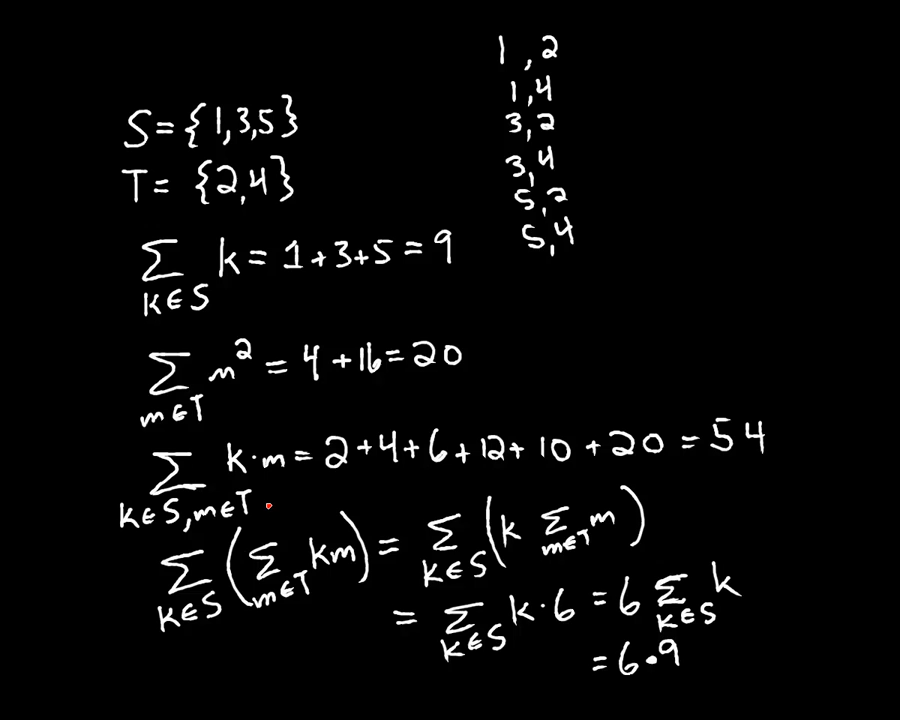 S = {1,3,5}
T = {2,4}
∑ k = 1 + 3 + 5 = 9
k∈S
∑ m² = 4 + 16 = 20
m∈T
∑ k·m = 2 + 4 + 6 + 12 + 10 + 20 = 54
k∈S, m∈T
∑ ( ∑ km ) = ∑ ( k ∑ m )
k∈S m∈T k∈S m∈T
= ∑ k·6 = 6 ∑ k
k∈S k∈S
= 6·9
1,2
1,4
3,2
3,4
5,2
5,4